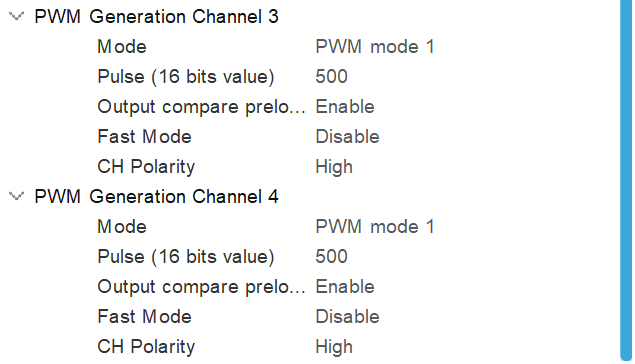 PWM Generation Channel 3
Mode PWM mode 1
Pulse (16 bits value) 500
Output compare prelo... Enable
Fast Mode Disable
CH Polarity High
PWM Generation Channel 4
Mode PWM mode 1
Pulse (16 bits value) 500
Output compare prelo... Enable
Fast Mode Disable
CH Polarity High